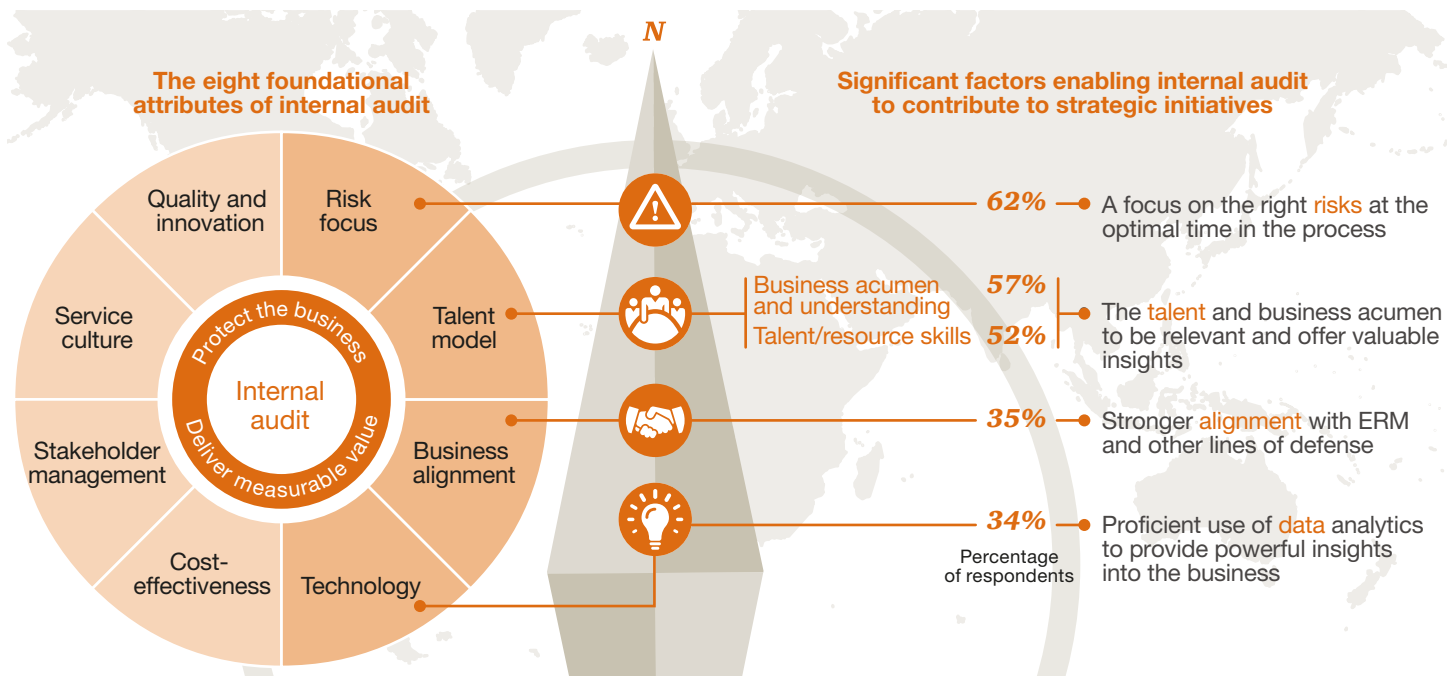 N
The eight foundational
attributes of internal audit
Quality and
innovation
Risk
focus
Service
culture
Talent
model
Protect the business
Internal
audit
Deliver measurable value
Stakeholder
management
Business
alignment
Cost-
effectiveness
Technology
Significant factors enabling internal audit
to contribute to strategic initiatives
62%
A focus on the right risks at the
optimal time in the process
Business acumen
and understanding
57%
Talent/resource skills
52%
The talent and business acumen
to be relevant and offer valuable
insights
35%
Stronger alignment with ERM
and other lines of defense
34%
Percentage
of respondents
Proficient use of data analytics
to provide powerful insights
into the business